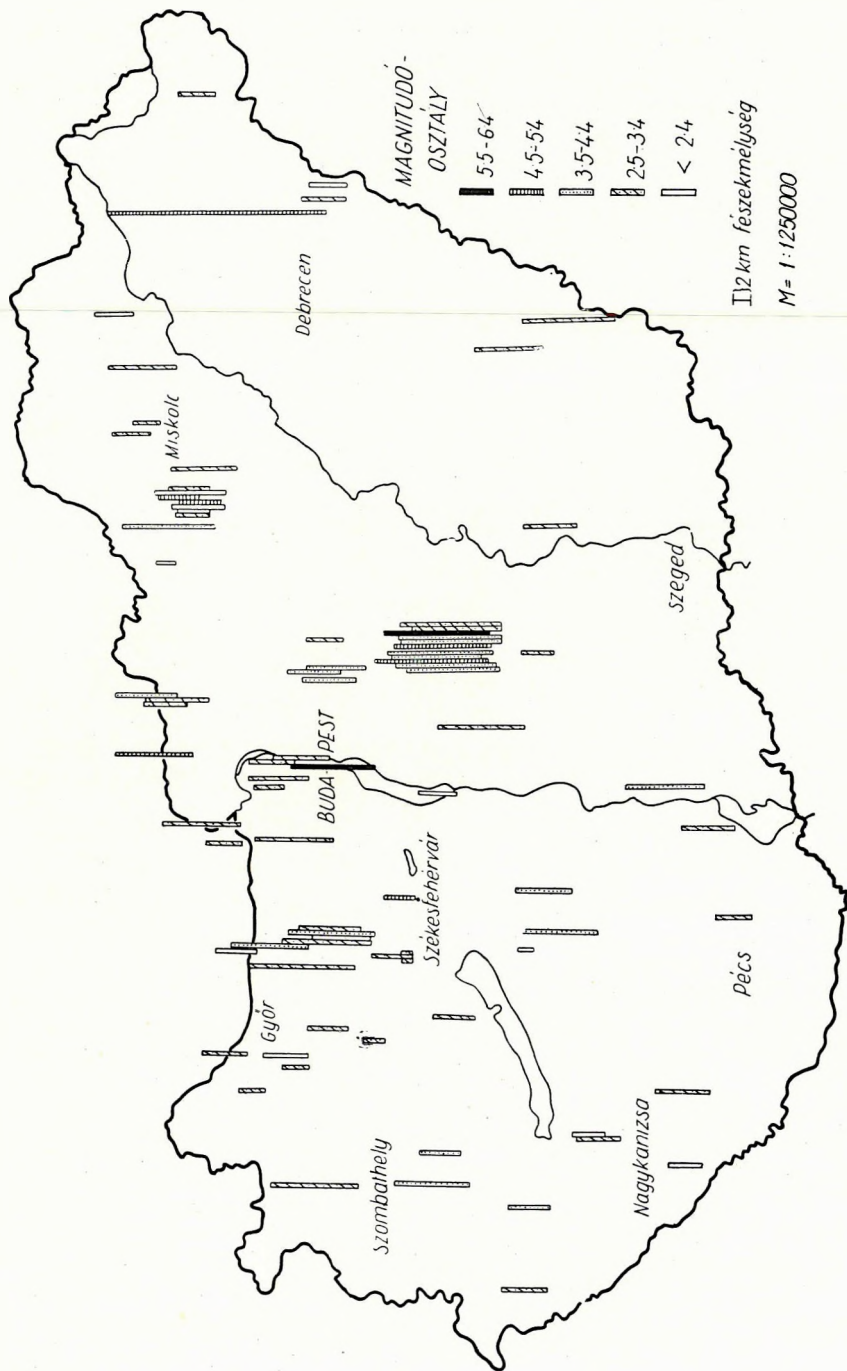 MAGNITUDÓ-
OSZTÁLY
5·5-6·4
4·5-5·4
3·5-4·4
2·5-3·4
< 2·4
2 km fészekmélység
M= 1:1250000
Debrecen
Miskolc
Szeged
BUDA-PEST
Székesfehérvár
Győr
Pécs
Szombathely
Nagykanizsa